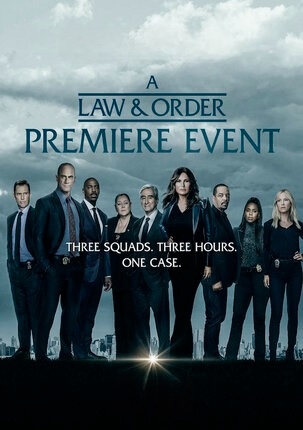 A
LAW & ORDER
PREMIERE EVENT
THREE SQUADS. THREE HOURS.
ONE CASE.